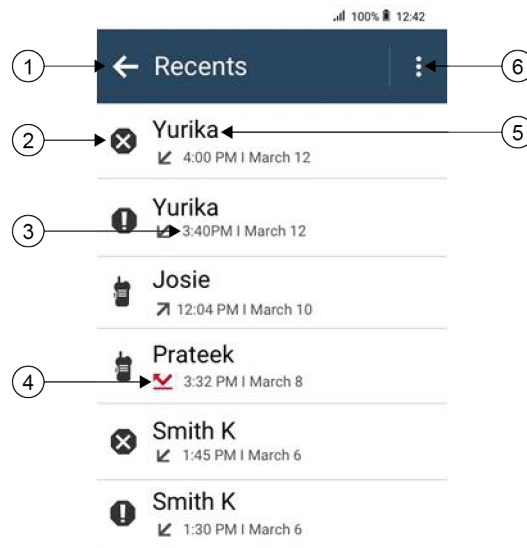 100% 12:42
1 Recents 6
2 Yurika 5
4:00 PM I March 12
Yurika
3 3:40PM I March 12
Josie
12:04 PM I March 10
Prateek
4 3:32 PM I March 8
Smith K
1:45 PM I March 6
Smith K
1:30 PM I March 6